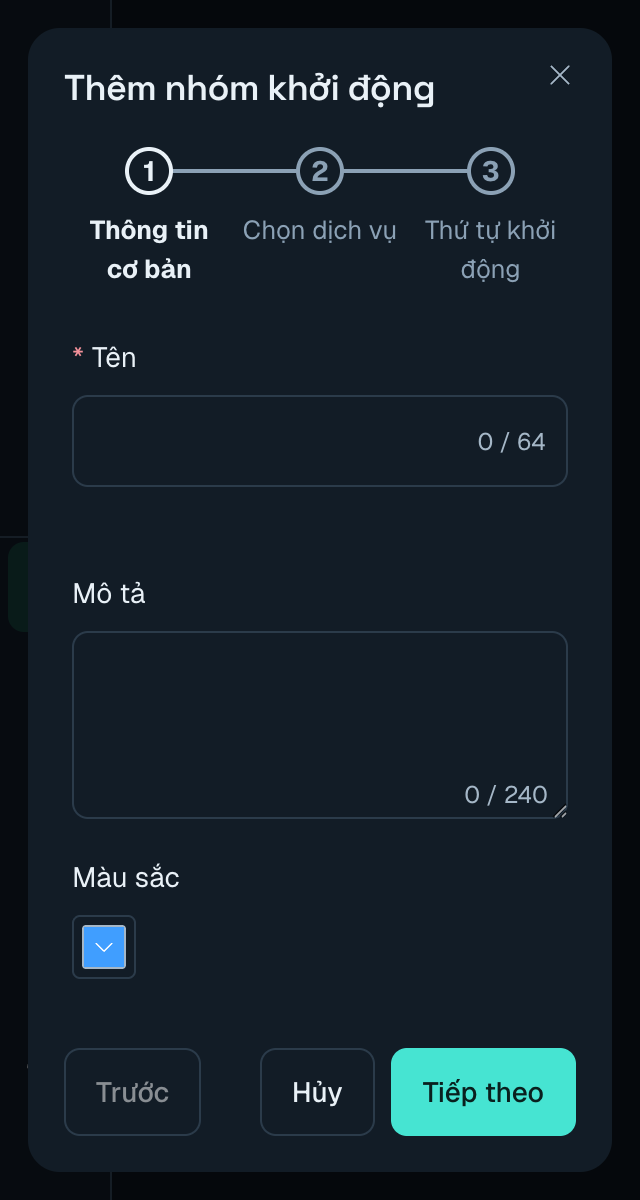 Thêm nhóm khởi động
1 2 3
Thông tin Chọn dịch vụ Thứ tự khởi
cơ bản động
* Tên
0 / 64
Mô tả
0 / 240
Màu sắc
Trước Hủy Tiếp theo